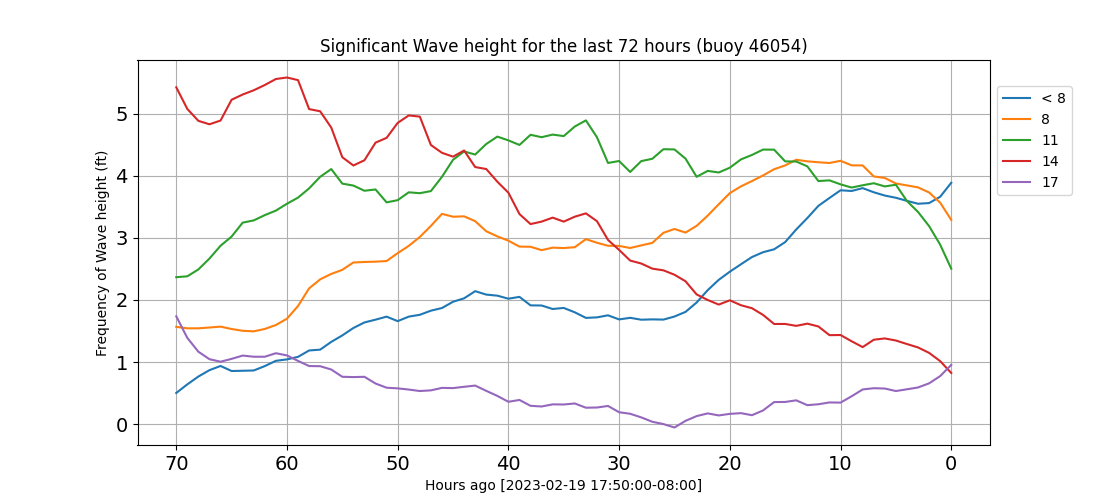 Significant Wave height for the last 72 hours (buoy 46054)
Frequency of Wave height (ft)
5
4
3
2
1
0
70 60 50 40 30 20 10 0
Hours ago [2023-02-19 17:50:00-08:00]
< 8
8
11
14
17